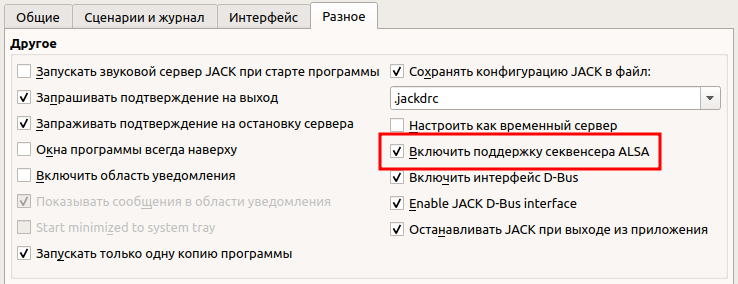 Общие
Сценарии и журнал
Интерфейс
Разное
Другое
Запускать звуковой сервер JACK при старте программы
Запрашивать подтверждение на выход
Запраживать подтверждение на остановку сервера
Окна программы всегда наверху
Включить область уведомления
Показывать сообщения в области уведомления
Start minimized to system tray
Запускать только одну копию программы
Сохранять конфигурацию JACK в файл:
.jackdrc
Настроить как временный сервер
Включить поддержку секвенсера ALSA
Включить интерфейс D-Bus
Enable JACK D-Bus interface
Останавливать JACK при выходе из приложения